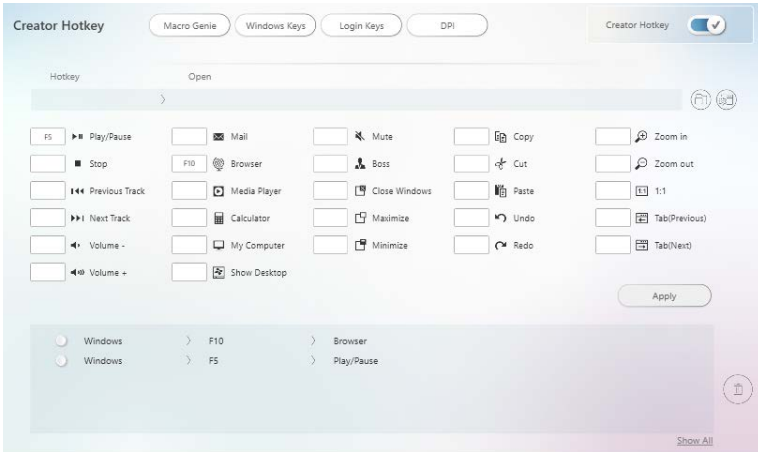 Creator Hotkey Macro Genie Windows Keys Login Keys DPI Creator Hotkey
Hotkey Open
F5 Play/Pause Mail Mute Copy Zoom in
Stop F10 Browser Boss Cut Zoom out
Previous Track Media Player Close Windows Paste 1:1 1:1
Next Track Calculator Maximize Undo Tab(Previous)
Volume - My Computer Minimize Redo Tab(Next)
Volume + Show Desktop
Apply
Windows F10 Browser
Windows F5 Play/Pause
Show All